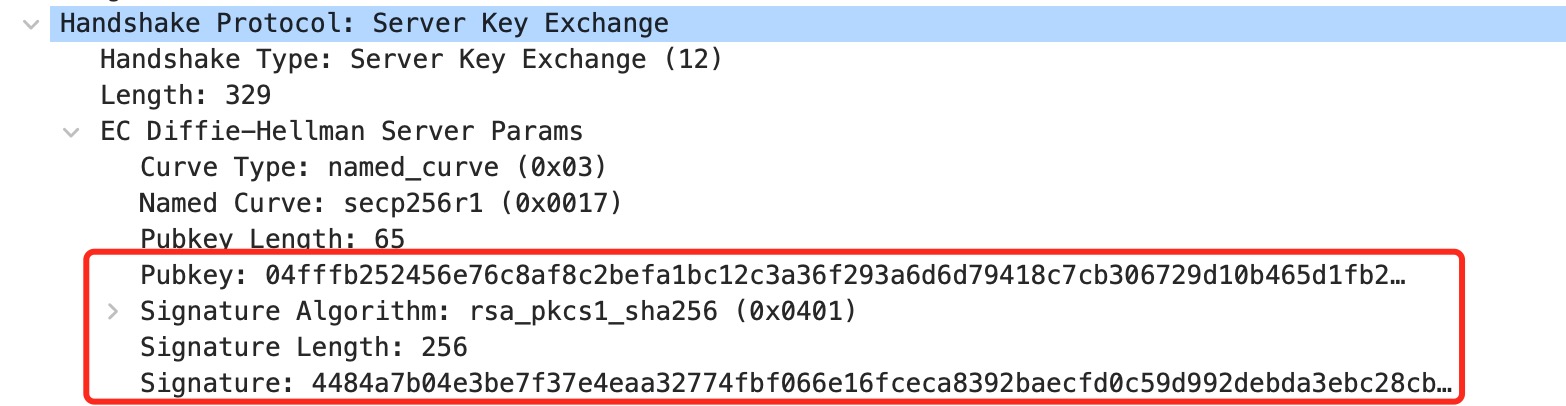 Handshake Protocol: Server Key Exchange
Handshake Type: Server Key Exchange (12)
Length: 329
EC Diffie-Hellman Server Params
Curve Type: named_curve (0x03)
Named Curve: secp256r1 (0x0017)
Pubkey Length: 65
Pubkey: 04fffb252456e76c8af8c2befa1bc12c3a36f293a6d6d79418c7cb306729d10b465d1fb2…
Signature Algorithm: rsa_pkcs1_sha256 (0x0401)
Signature Length: 256
Signature: 4484a7b04e3be7f37e4eaa32774fbf066e16fceca8392baecfd0c59d992debda3ebc28cb…